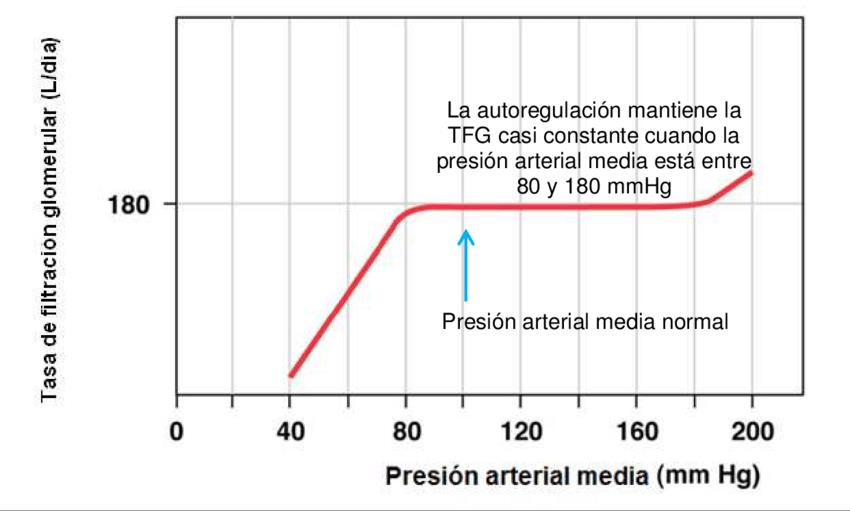 Tasa de filtración glomerular (L/dia)
La autoregulación mantiene la
TFG casi constante cuando la
presión arterial media está entre
80 y 180 mmHg
180
Presión arterial media normal
0 40 80 120 160 200
Presión arterial media (mm Hg)